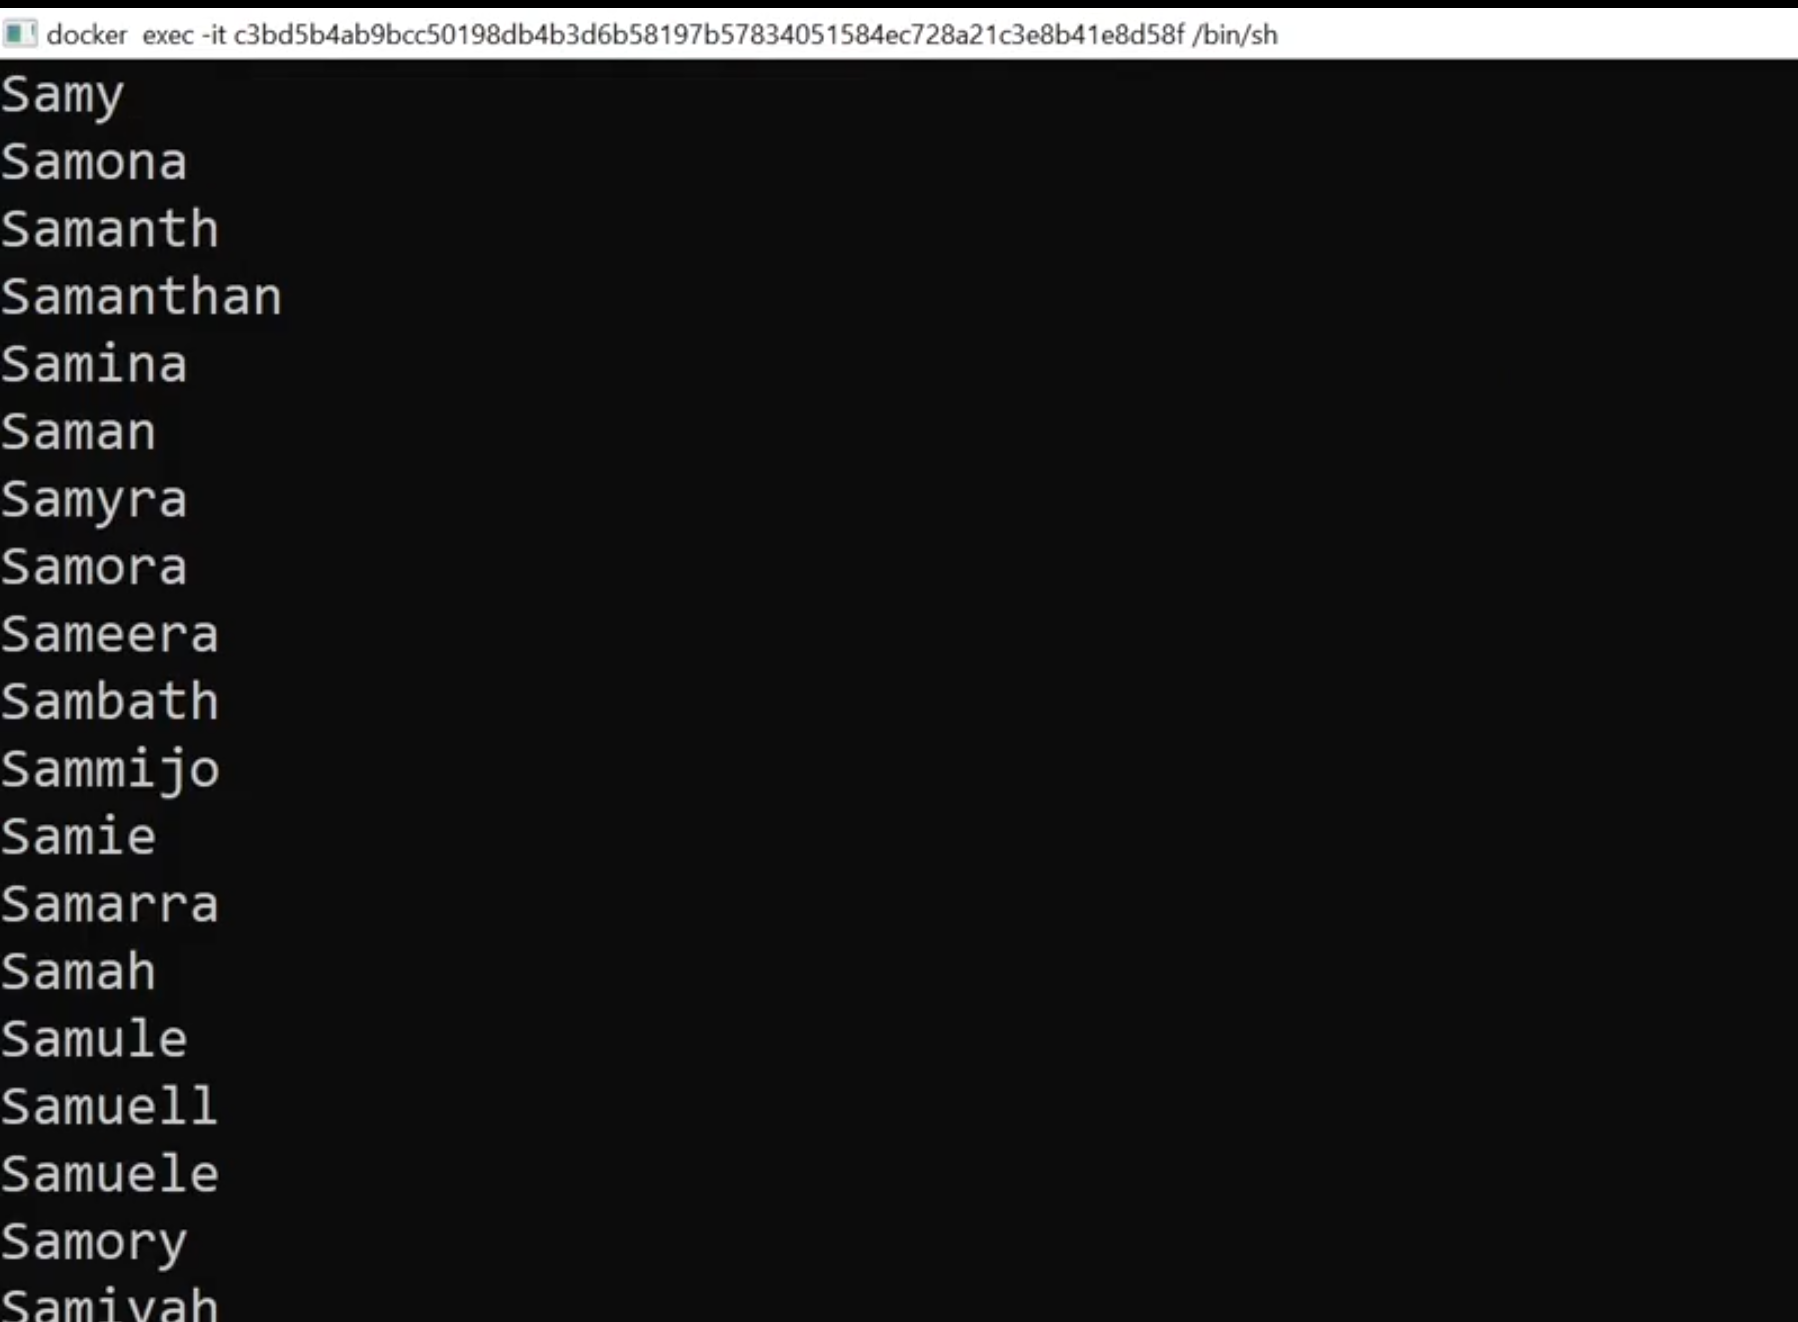 docker exec -it c3bd5b4ab9bcc50198db4b3d6b58197b57834051584ec728a21c3e8b41e8d58f /bin/sh
Samy
Samona
Samanth
Samanthan
Samina
Saman
Samyra
Samora
Sameera
Sambath
Sammijo
Samie
Samarra
Samah
Samule
Samuell
Samuele
Samory
Samiyah